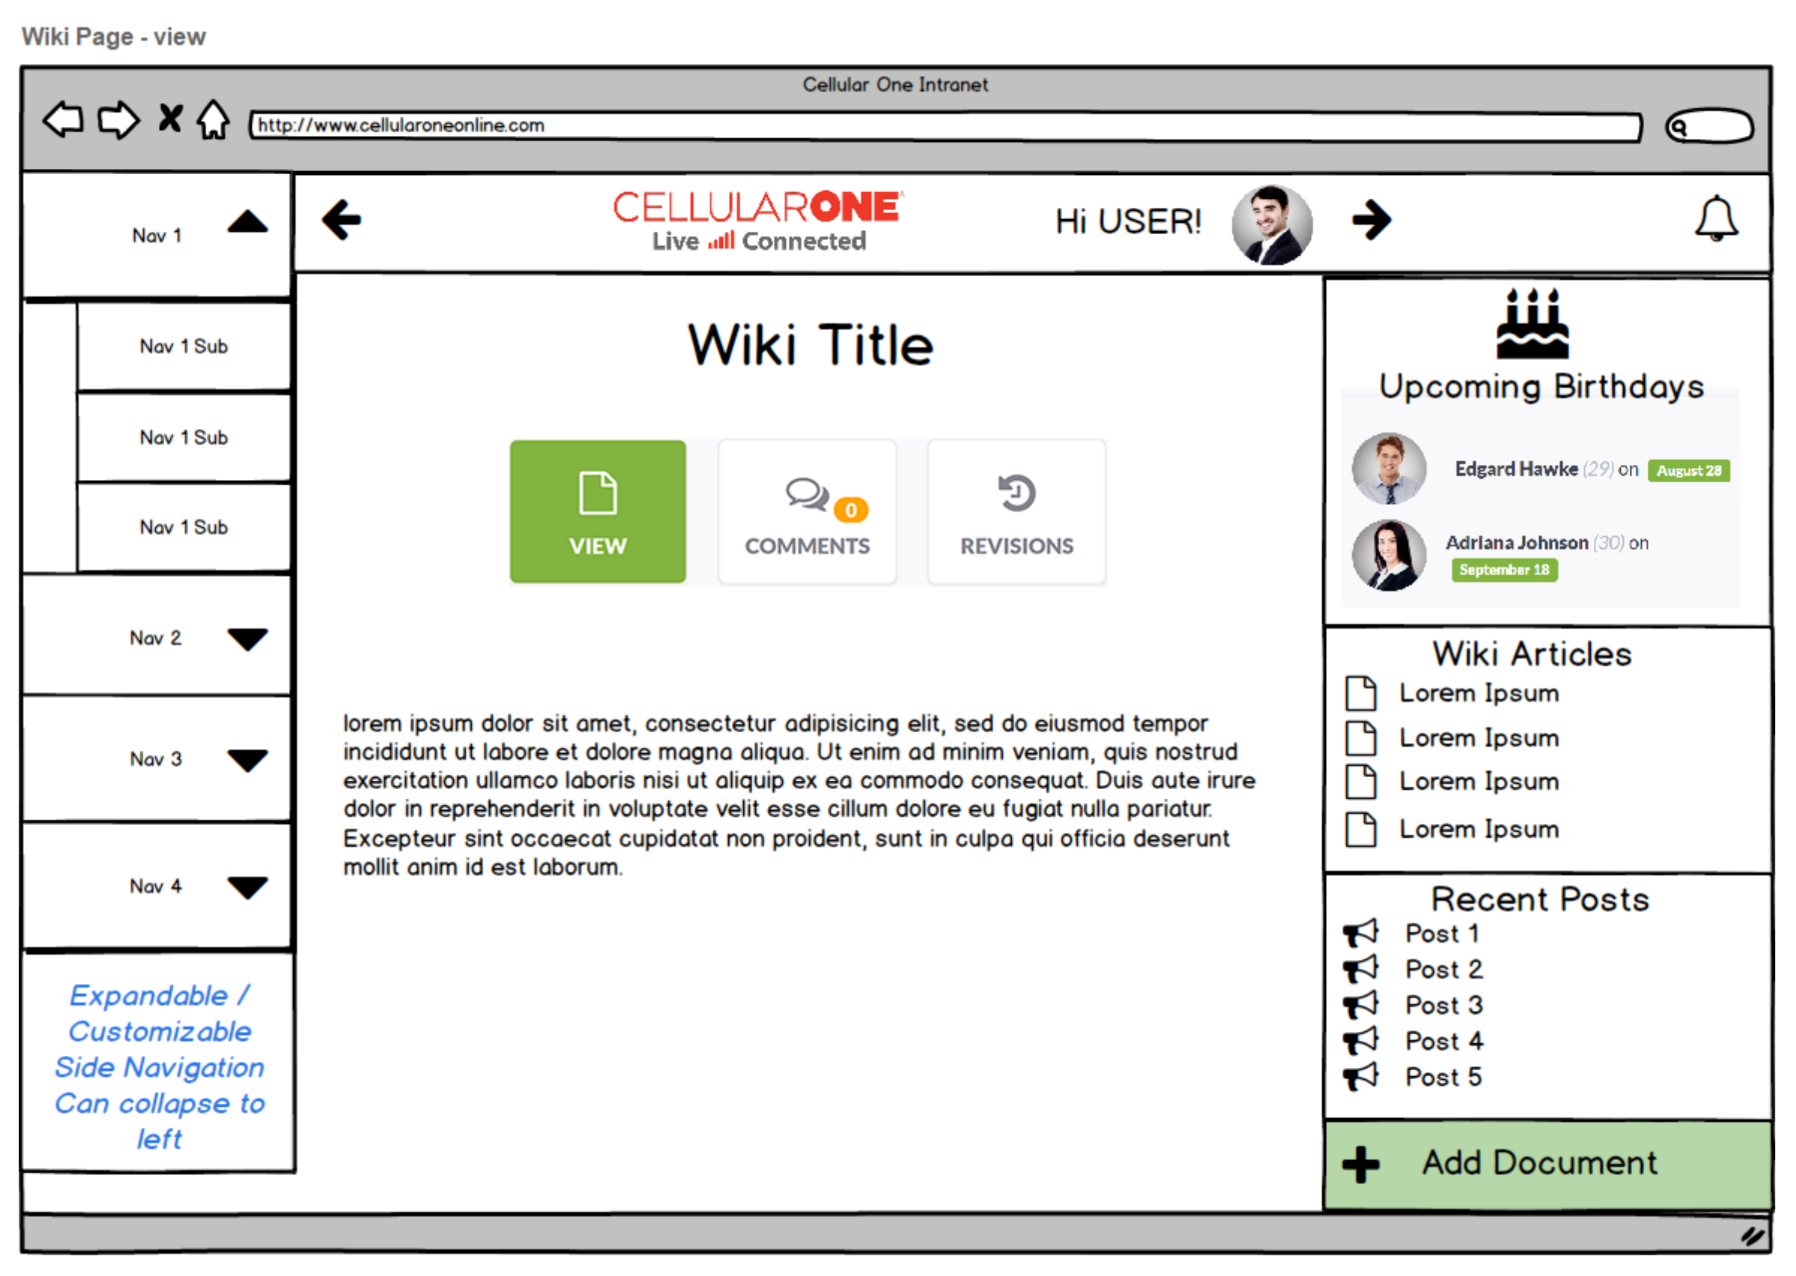 Wiki Page - view
Cellular One Intranet
http://www.cellularoneonline.com
Nav 1
Nav 1 Sub
Nav 1 Sub
Nav 1 Sub
Nav 2
Nav 3
Nav 4
Expandable /
Customizable
Side Navigation
Can collapse to
left
CELLULARONE
Live Connected
Hi USER!
Wiki Title
VIEW
COMMENTS
0
REVISIONS
lorem ipsum dolor sit amet, consectetur adipisicing elit, sed do eiusmod tempor
incididunt ut labore et dolore magna aliqua. Ut enim ad minim veniam, quis nostrud
exercitation ullamco laboris nisi ut aliquip ex ea commodo consequat. Duis aute irure
dolor in reprehenderit in voluptate velit esse cillum dolore eu fugiat nulla pariatur.
Excepteur sint occaecat cupidatat non proident, sunt in culpa qui officia deserunt
mollit anim id est laborum.
Upcoming Birthdays
Edgard Hawke (29) on August 28
Adriana Johnson (30) on
September 18
Wiki Articles
Lorem Ipsum
Lorem Ipsum
Lorem Ipsum
Lorem Ipsum
Recent Posts
Post 1
Post 2
Post 3
Post 4
Post 5
Add Document